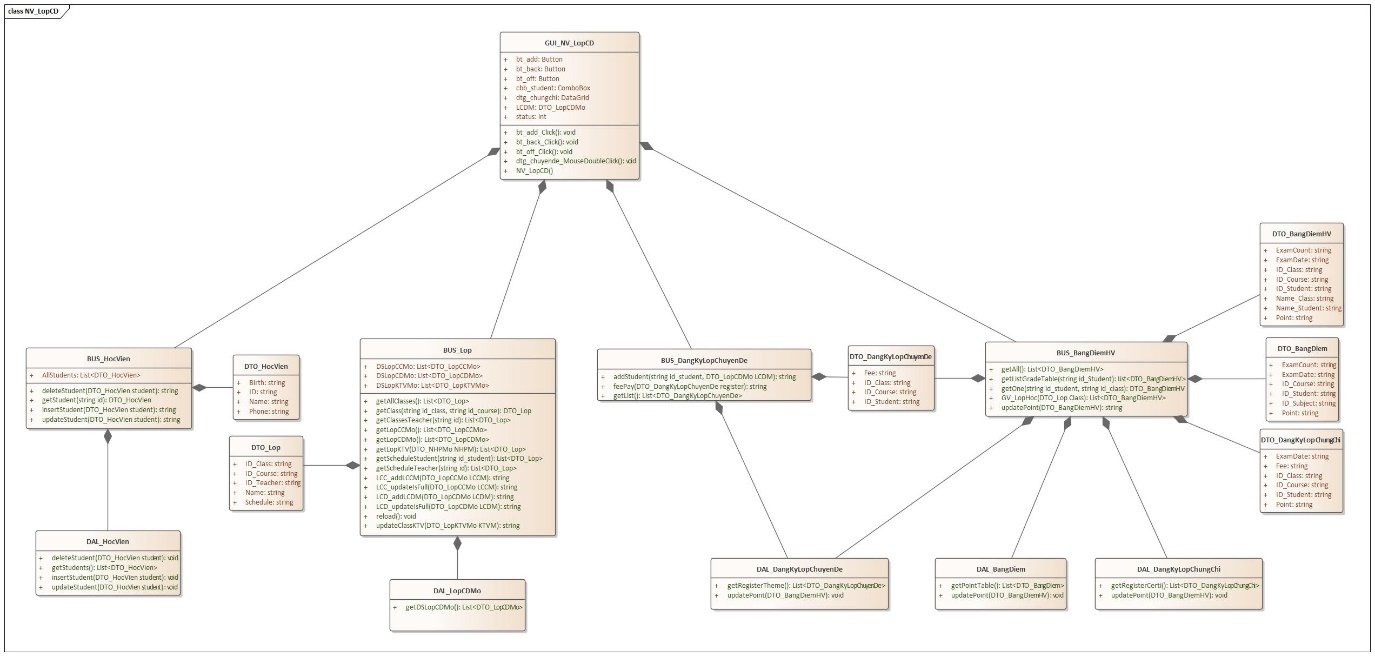 class NV_LopCD
GUI_NV_LopCD
+ bt_add: Button
+ bt_back: Button
+ bt_off: Button
+ cbb_student: ComboBox
+ dtg_chungchi: DataGrid
+ LCDM: DTO_LopCDMo
+ status: int
+ bt_add_Click(): void
+ bt_back_Click(): void
+ bt_off_Click(): void
+ dtg_chuyende_MouseDoubleClick(): void
+ NV_LopCD()
BUS_HocVien
+ AllStudents: List<DTO_HocVien>
+ deleteStudent(DTO_HocVien student): string
+ getStudent(string id): DTO_HocVien
+ insertStudent(DTO_HocVien student): string
+ updateStudent(DTO_HocVien student): string
DTO_HocVien
+ Birth: string
+ ID: string
+ Name: string
+ Phone: string
DTO_Lop
+ ID_Class: string
+ ID_Course: string
+ ID_Teacher: string
+ Name: string
+ Schedule: string
DAL_HocVien
+ deleteStudent(DTO_HocVien student): void
+ getStudents(): List<DTO_HocVien>
+ insertStudent(DTO_HocVien student): void
+ updateStudent(DTO_HocVien student): void
BUS_Lop
+ DSLopCCMo: List<DTO_LopCCMo>
+ DSLopCDMo: List<DTO_LopCDMo>
+ DSLopKTVMo: List<DTO_LopKTVMo>
+ getAllClasses(): List<DTO_Lop>
+ getClass(string id_class, string id_course): DTO_Lop
+ getClassesTeacher(string id): List<DTO_Lop>
+ getLopCCMo(): List<DTO_LopCCMo>
+ getLopCDMo(): List<DTO_LopCDMo>
+ getLopKTV(DTO_NHPMo NHPM): List<DTO_Lop>
+ getScheduleStudent(string id_student): List<DTO_Lop>
+ getScheduleTeacher(string id): List<DTO_Lop>
+ LCC_addLCCM(DTO_LopCCMo LCCM): string
+ LCC_updateIsFull(DTO_LopCCMo LCCM): string
+ LCD_addLCDM(DTO_LopCDMo LCDM): string
+ LCD_updateIsFull(DTO_LopCDMo LCDM): string
+ reload(): void
+ updateClassKTV(DTO_LopKTVMo KTVM): string
DAL_LopCDMo
+ getDSLopCDMo(): List<DTO_LopCDMo>
BUS_DangKyLopChuyenDe
+ addStudent(string id_student, DTO_LopCDMo LCDM): string
+ feePay(DTO_DangKyLopChuyenDe register): string
+ getList(): List<DTO_DangKyLopChuyenDe>
DTO_DangKyLopChuyenDe
+ Fee: string
+ ID_Class: string
+ ID_Course: string
+ ID_Student: string
BUS_BangDiemHV
+ getAll(): List<DTO_BangDiemHV>
+ getListGradeTable(string id_Student): List<DTO_BangDiemHV>
+ getOne(string id_student, string id_class): DTO_BangDiemHV
+ GV_LopHoc(DTO_Lop Class): List<DTO_BangDiemHV>
+ updatePoint(DTO_BangDiemHV): string
DTO_BangDiemHV
+ ExamCount: string
+ ExamDate: string
+ ID_Class: string
+ ID_Course: string
+ ID_Student: string
+ Name_Class: string
+ Name_Student: string
+ Point: string
DTO_BangDiem
+ ExamCount: string
+ ExamDate: string
+ ID_Course: string
+ ID_Student: string
+ ID_Subject: string
+ Point: string
DTO_DangKyLopChungChi
+ ExamDate: string
+ Fee: string
+ ID_Class: string
+ ID_Course: string
+ ID_Student: string
+ Point: string
DAL_DangKyLopChuyenDe
+ getRegisterTheme(): List<DTO_DangKyLopChuyenDe>
+ updatePoint(DTO_BangDiemHV): void
DAL_BangDiem
+ getPointTable(): List<DTO_BangDiem>
+ updatePoint(DTO_BangDiemHV): void
DAL_DangKyLopChungChi
+ getRegisterCerti(): List<DTO_DangKyLopChungChi>
+ updatePoint(DTO_BangDiemHV): void